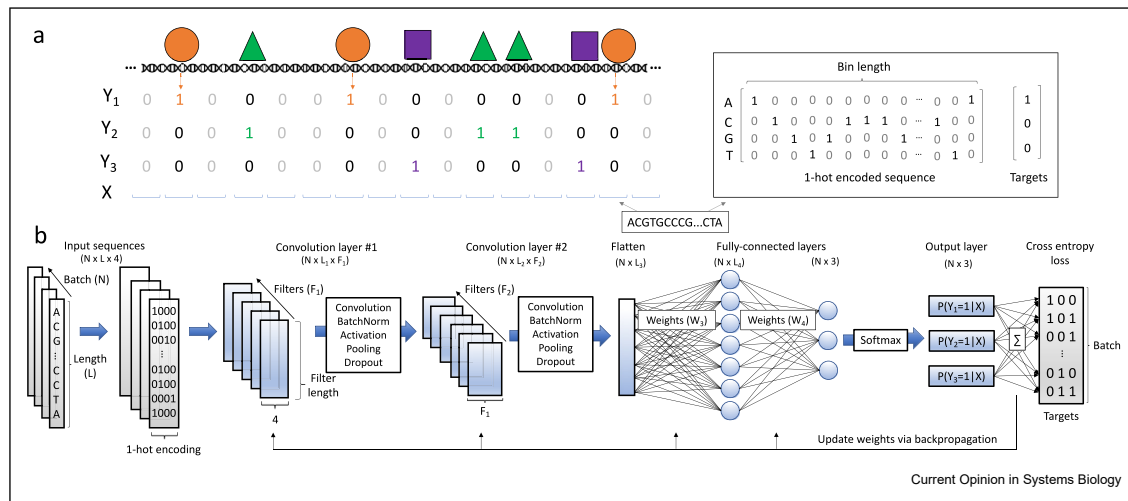 a
... ...
Y₁ 0 1 0 0 0 0 1 0 0 0 0 0 0 0 1 0
Y₂ 0 0 0 1 0 0 0 0 0 0 1 1 0 0 0 0
Y₃ 0 0 0 0 0 0 0 0 1 0 0 0 0 1 0 0
X
Bin length
A 1 0 0 0 0 0 0 0 0 ... 0 0 1
C 0 1 0 0 0 1 1 1 0 ... 1 0 0
G 0 0 1 0 1 0 0 0 1 ... 0 0 0
T 0 0 0 1 0 0 0 0 0 ... 0 1 0
1
0
0
1-hot encoded sequence
Targets
ACGTGCCCG...CTA
b
Input sequences
(N x L x 4)
Batch (N)
A
C
G
...
C
C
T
A
Length
(L)
1000
0100
0010
...
0100
0100
0001
1000
1-hot encoding
Convolution layer #1
(N x L₁ x F₁)
Filters (F₁)
Filter
length
4
Convolution
BatchNorm
Activation
Pooling
Dropout
Convolution layer #2
(N x L₂ x F₂)
Filters (F₂)
F₁
Convolution
BatchNorm
Activation
Pooling
Dropout
Flatten
(N x L₃)
Fully-connected layers
(N x L₄)
(N x 3)
Weights (W₃)
Weights (W₄)
Softmax
Output layer
(N x 3)
P(Y₁=1|X)
P(Y₂=1|X)
P(Y₃=1|X)
Σ
Cross entropy
loss
1 0 0
1 0 1
0 0 1
...
0 1 0
0 1 1
Batch
Targets
Update weights via backpropagation
Current Opinion in Systems Biology